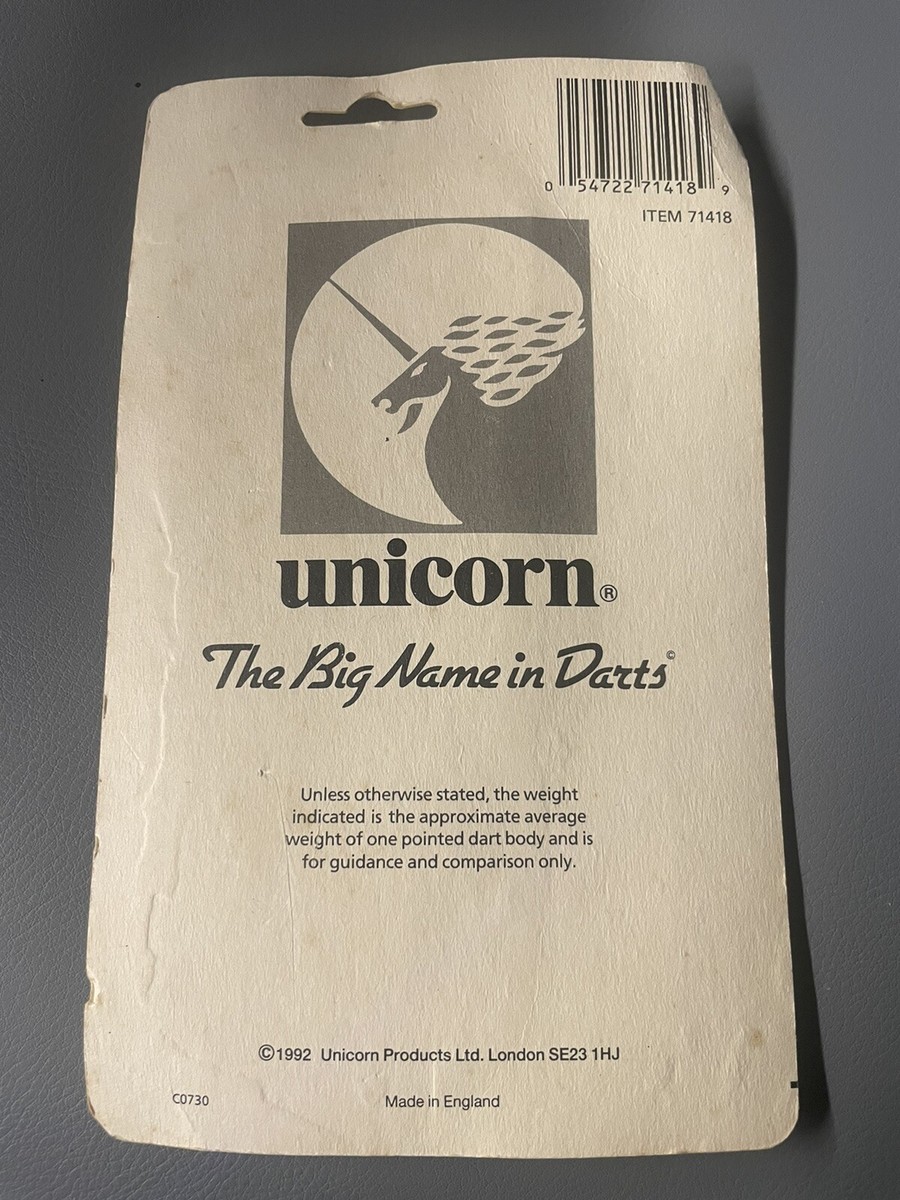 0 54722 71418 9
ITEM 71418
unicorn®
The Big Name in Darts©
Unless otherwise stated, the weight
indicated is the approximate average
weight of one pointed dart body and is
for guidance and comparison only.
©1992 Unicorn Products Ltd. London SE23 1HJ
C0730
Made in England